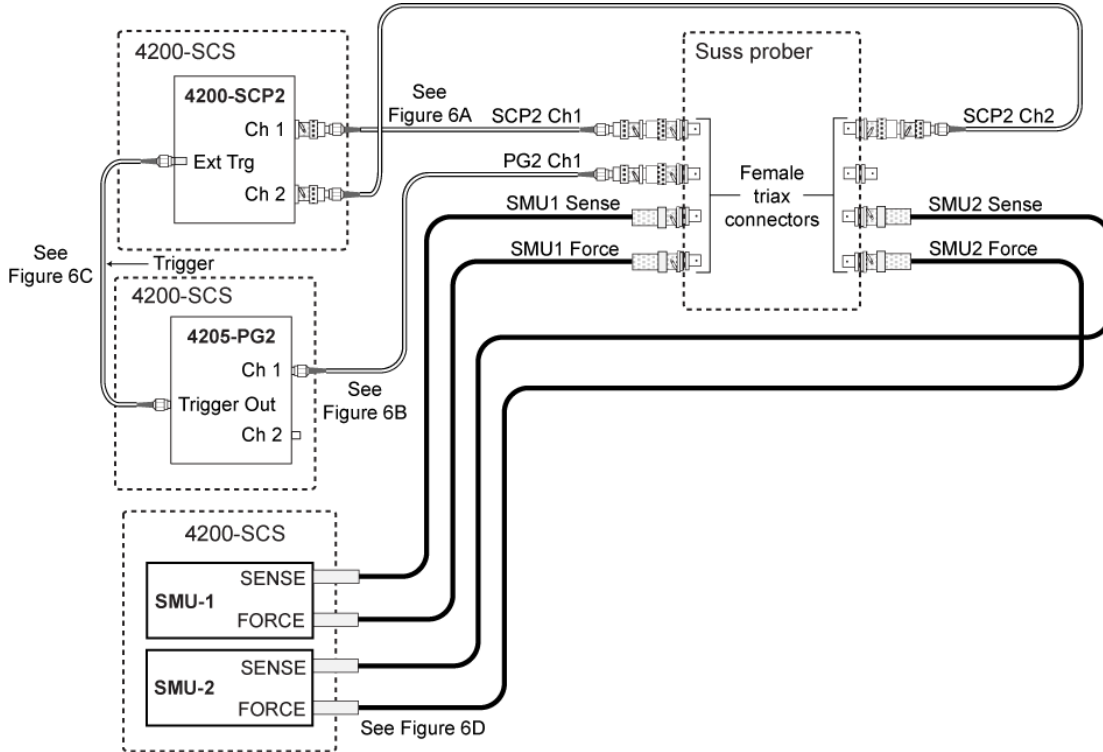 4200-SCS
4200-SCP2
Ch 1
Ext Trg
Ch 2
See
Figure 6A
SCP2 Ch1
PG2 Ch1
SMU1 Sense
SMU1 Force
Suss prober
Female
triax
connectors
SCP2 Ch2
SMU2 Sense
SMU2 Force
See
Figure 6C
Trigger
4200-SCS
4205-PG2
Ch 1
Trigger Out
Ch 2
See
Figure 6B
4200-SCS
SENSE
SMU-1
FORCE
SENSE
SMU-2
FORCE
See Figure 6D